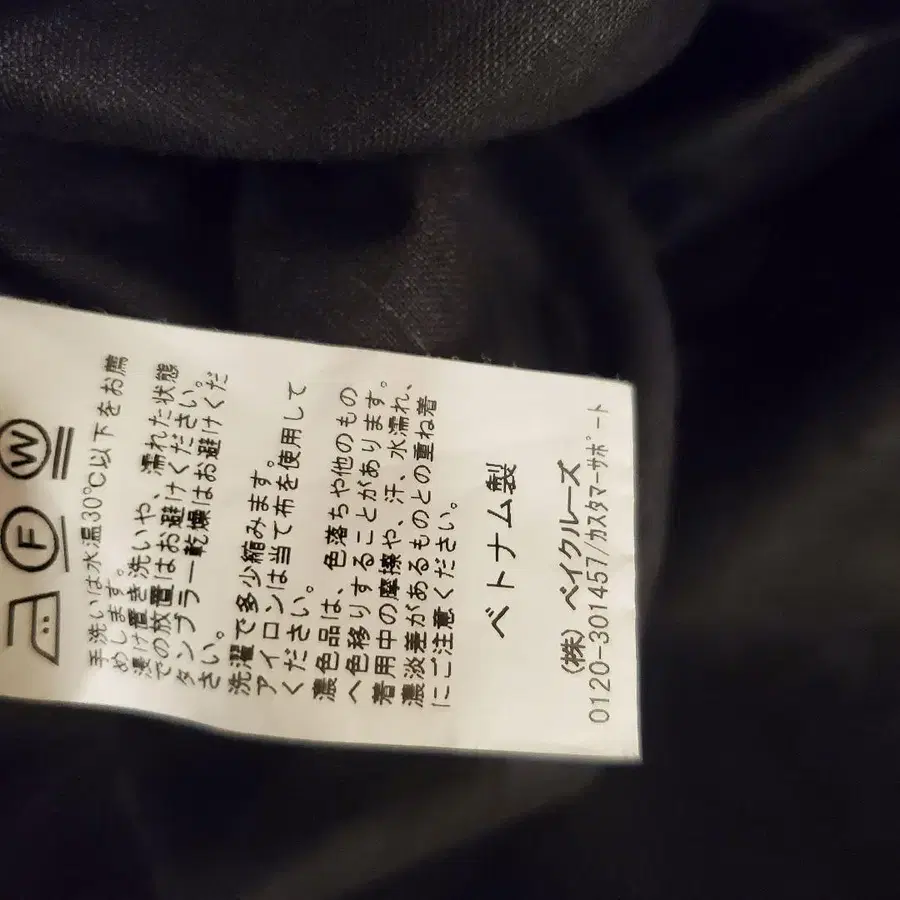 F W
手洗いは水温30℃以下をお薦
めします。
浸け置き洗いや、濡れた状態
での放置はお避けください。
タンブラー乾燥はお避けくだ
さい。
洗濯で多少縮みます。
アイロンは当て布を使用して
ください。
濃色品は、色落ちや他のもの
へ色移りすることがあります。
着用中の摩擦や、汗、水濡れ、
濃淡差があるものとの重ね着
にご注意ください。
ベトナム製
(株) ベイクルーズ
0120-301457/カスタマーサポート